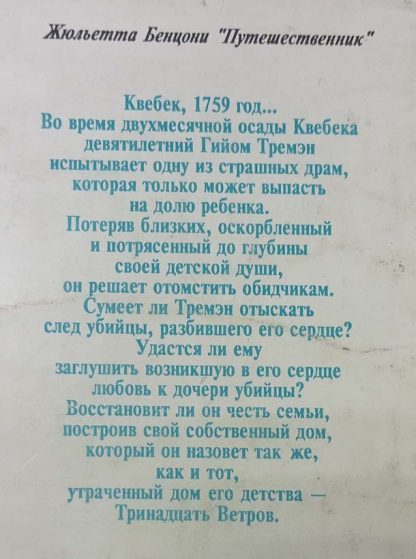 Жюльетта Бенцони "Путешественник"
Квебек, 1759 год...
Во время двухмесячной осады Квебека
девятилетний Гийом Тремэн
испытывает одну из страшных драм,
которая только может выпасть
на долю ребенка.
Потеряв близких, оскорбленный
и потрясенный до глубины
своей детской души,
он решает отомстить обидчикам.
Сумеет ли Тремэн отыскать
след убийцы, разбившего его сердце?
Удастся ли ему
заглушить возникшую в его сердце
любовь к дочери убийцы?
Восстановит ли он честь семьи,
построив свой собственный дом,
который он назовет так же,
как и тот,
утраченный дом его детства —
Тринадцать Ветров.